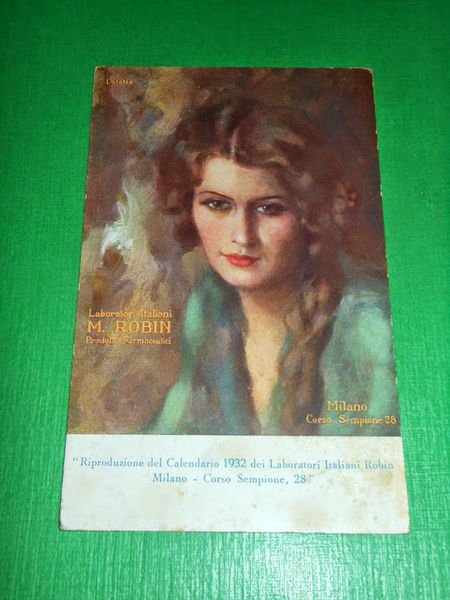 Laboratori Italiani
M. ROBIN
Prodotti Farmaceutici
Milano
Corso Sempione 28
"Riproduzione del Calendario 1932 dei Laboratori Italiani Robin
Milano - Corso Sempione, 28"